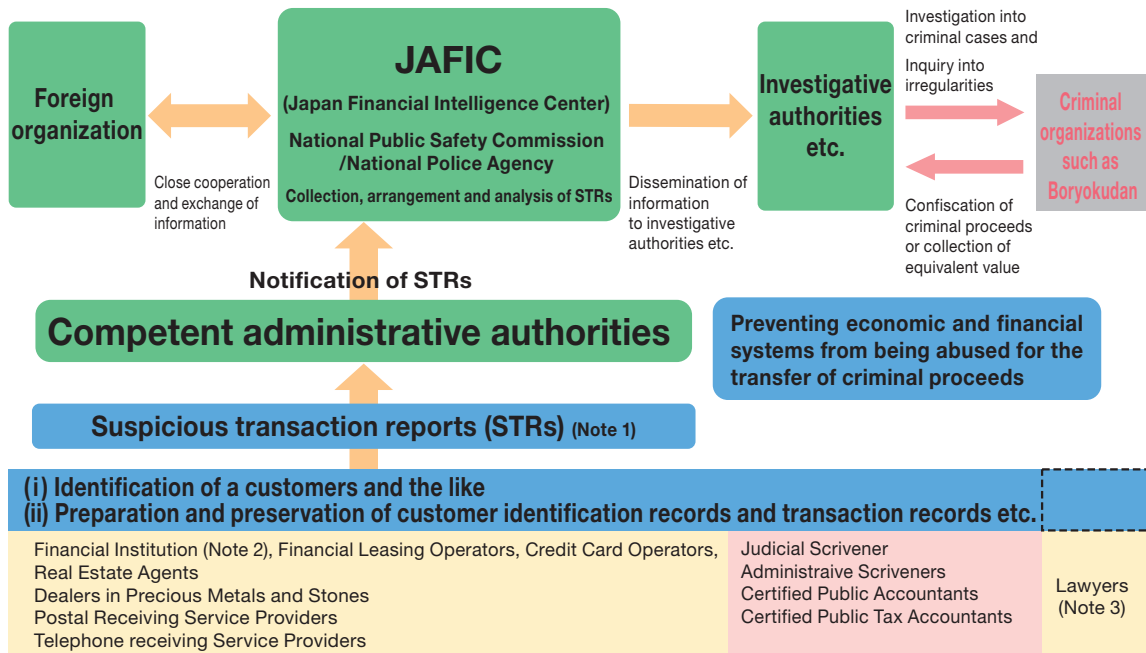 Foreign
organization
Close cooperation
and exchange of
information
JAFIC
(Japan Financial Intelligence Center)
National Public Safety Commission
/National Police Agency
Collection, arrangement and analysis of STRs
Dissemination of
information
to investigative
authorities etc.
Investigative
authorities
etc.
Investigation into
criminal cases and
Inquiry into
irregularities
Confiscation of
criminal proceeds
or collection of
equivalent value
Criminal
organizations
such as
Boryokudan
Notification of STRs
Competent administrative authorities
Preventing economic and financial
systems from being abused for the
transfer of criminal proceeds
Suspicious transaction reports (STRs) (Note 1)
(i) Identification of a customers and the like
(ii) Preparation and preservation of customer identification records and transaction records etc.
Financial Institution (Note 2), Financial Leasing Operators, Credit Card Operators,
Real Estate Agents
Dealers in Precious Metals and Stones
Postal Receiving Service Providers
Telephone receiving Service Providers
Judicial Scrivener
Administraive Scriveners
Certified Public Accountants
Certified Public Tax Accountants
Lawyers
(Note 3)